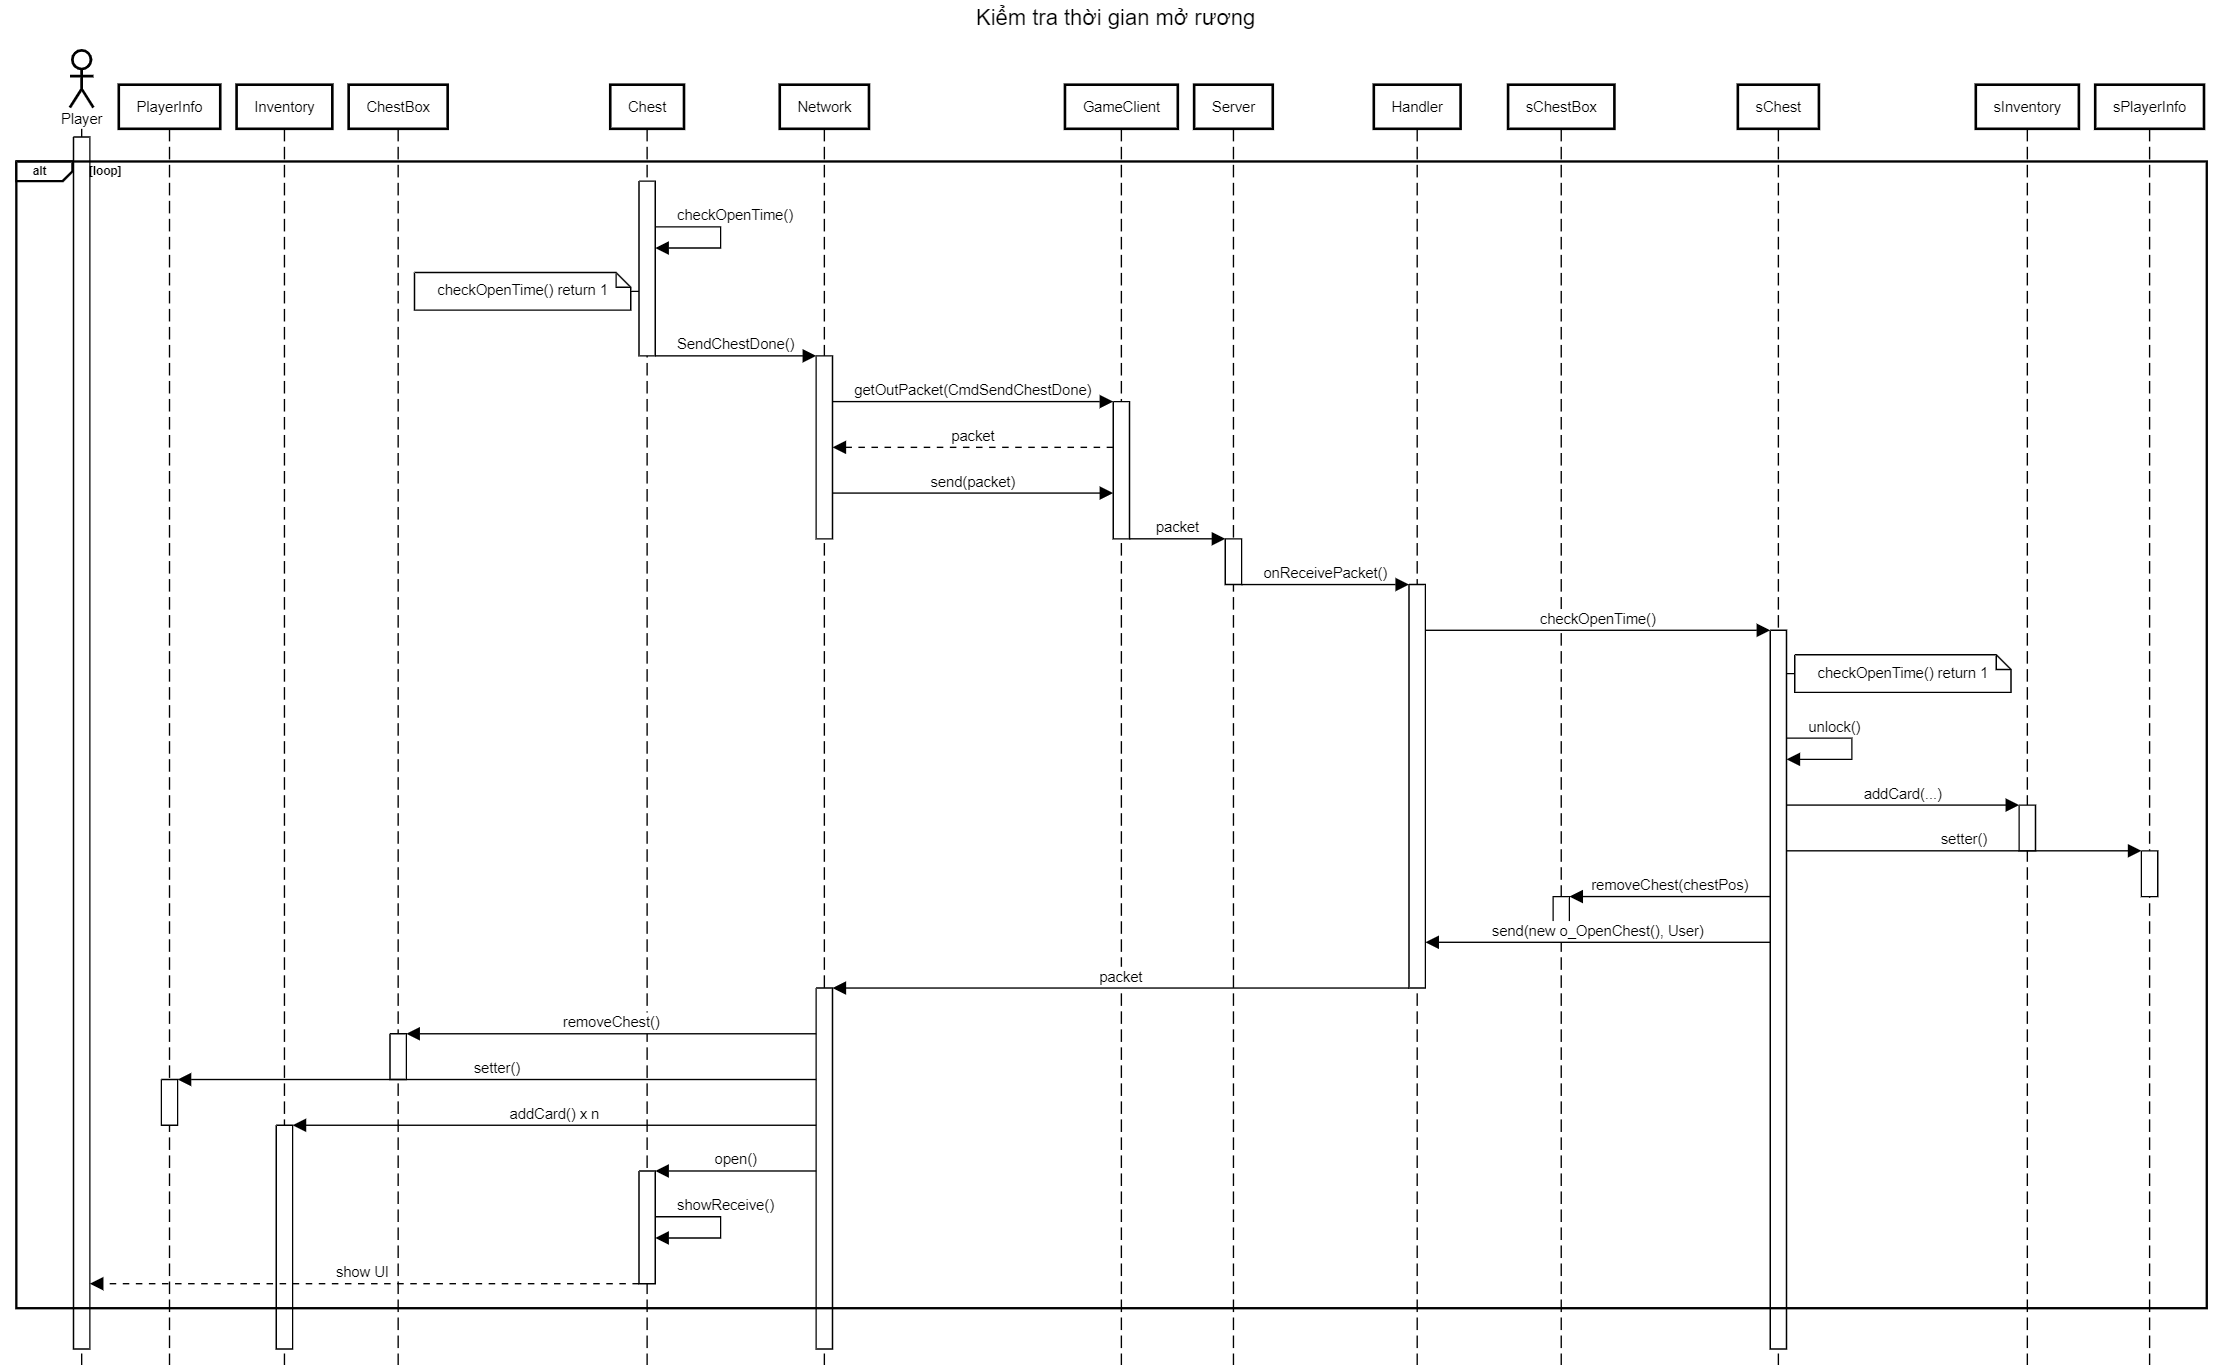 Kiểm tra thời gian mở rương
Player
PlayerInfo
Inventory
ChestBox
Chest
Network
GameClient
Server
Handler
sChestBox
sChest
sInventory
sPlayerInfo
alt
[loop]
checkOpenTime()
checkOpenTime() return 1
SendChestDone()
getOutPacket(CmdSendChestDone)
packet
send(packet)
packet
onReceivePacket()
checkOpenTime()
checkOpenTime() return 1
unlock()
addCard(...)
setter()
removeChest(chestPos)
send(new o_OpenChest(), User)
packet
removeChest()
setter()
addCard() x n
open()
showReceive()
show UI